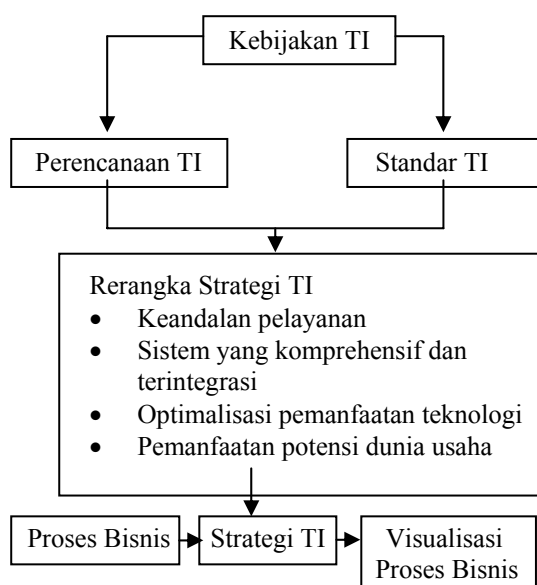 Kebijakan TI
Perencanaan TI
Standar TI
Rerangka Strategi TI
• Keandalan pelayanan
• Sistem yang komprehensif dan
terintegrasi
• Optimalisasi pemanfaatan teknologi
• Pemanfaatan potensi dunia usaha
Proses Bisnis
Strategi TI
Visualisasi
Proses Bisnis